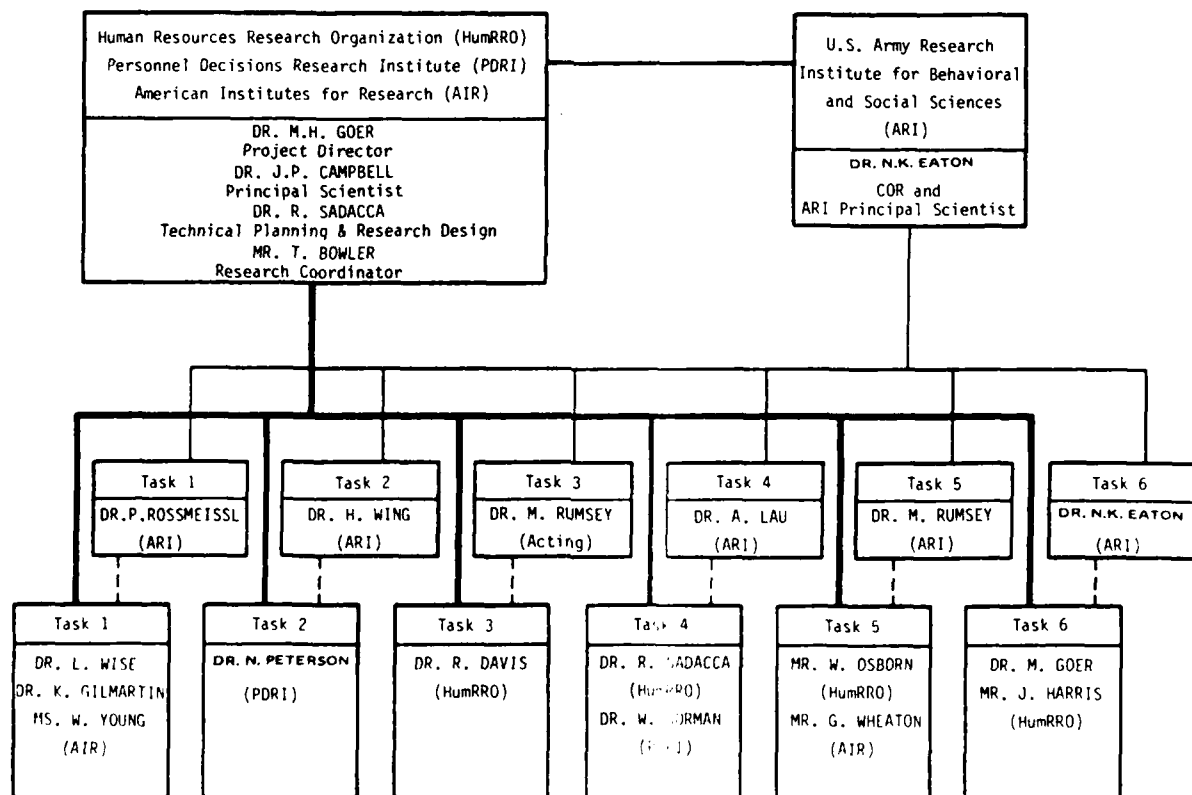 Human Resources Research Organization (HumRRO)
Personnel Decisions Research Institute (PDRI)
American Institutes for Research (AIR)
DR. M.H. GOER
Project Director
DR. J.P. CAMPBELL
Principal Scientist
DR. R. SADACCA
Technical Planning & Research Design
MR. T. BOWLER
Research Coordinator
U.S. Army Research
Institute for Behavioral
and Social Sciences
(ARI)
DR. N.K. EATON
COR and
ARI Principal Scientist
Task 1
DR.P.ROSSMEISSL
(ARI)
Task 2
DR. H. WING
(ARI)
Task 3
DR. M. RUMSEY
(Acting)
Task 4
DR. A. LAU
(ARI)
Task 5
DR. M. RUMSEY
(ARI)
Task 6
DR. N.K. EATON
(ARI)
Task 1
DR. L. WISE
DR. K. GILMARTIN
MS. W. YOUNG
(AIR)
Task 2
DR. N. PETERSON
(PDRI)
Task 3
DR. R. DAVIS
(HumRRO)
Task 4
DR. R. SADACCA
(HumRRO)
DR. W.
Task 5
MR. W. OSBORN
(HumRRO)
MR. G. WHEATON
(AIR)
Task 6
DR. M. GOER
MR. J. HARRIS
(HumRRO)